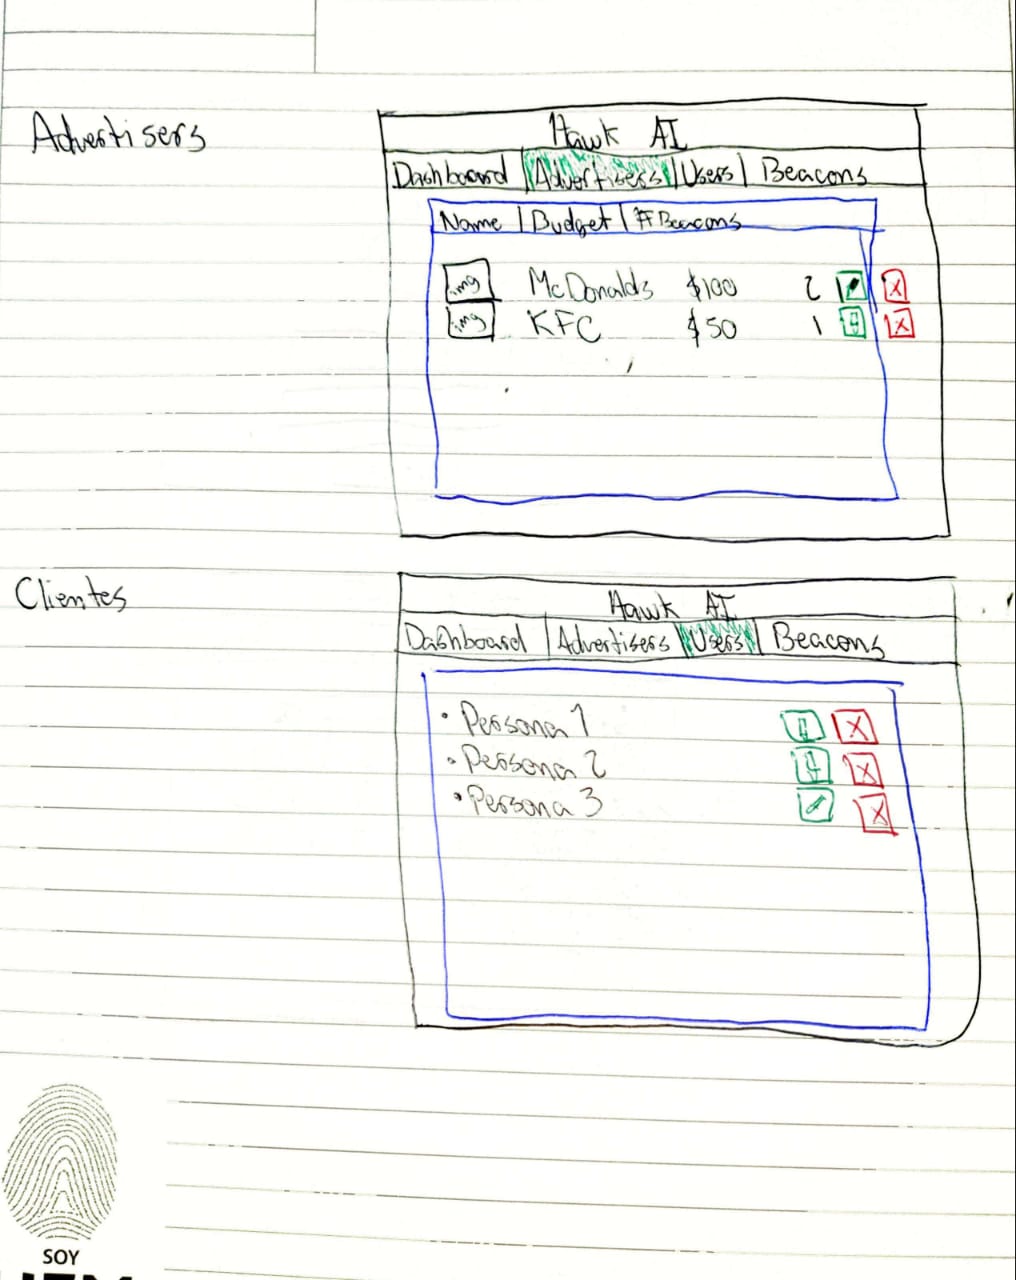 Advertisers
Hawk AI
Dashboard | Advertisers | Users | Beacons
Name | Budget | # Beacons
img McDonalds $100 2 X
img KFC $50 1 X
Clientes
Hawk AI
Dashboard | Advertisers | Users | Beacons
• Persona 1 X
• Persona 2 X
• Persona 3 X
SOY